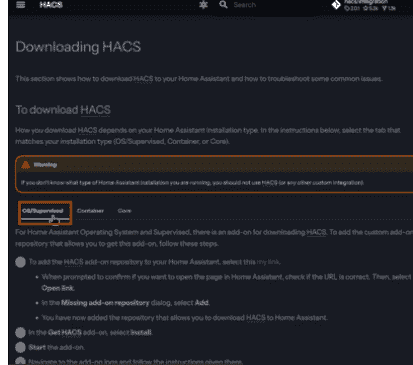 HACS
Search
hacs/integration
Downloading HACS
This section shows how to download HACS to your Home Assistant and how to troubleshoot some common issues.
To download HACS
How you download HACS depends on your Home Assistant installation type. In the instructions below, select the tab that
matches your installation type (OS/Supervised, Container, or Core).
Warning
If you don't know what type of Home Assistant installation you are running, you should not use HACS (or any other custom integration)
OS/Supervised Container Core
For Home Assistant Operating System and Supervised, there is an add-on for downloading HACS. To add the custom add-on
repository that allows you to get this add-on, follow these steps.
To add the HACS add-on repository to your Home Assistant, select this my link.
• When prompted to confirm if you want to open the page in Home Assistant, check if the URL is correct. Then, select
Open link.
• In the Missing add-on repository dialog, select Add.
• You have now added the repository that allows you to download HACS to Home Assistant.
In the Get HACS add-on, select Install.
Start the add-on.
Navigate to the add-on logs and follow the instructions given there.